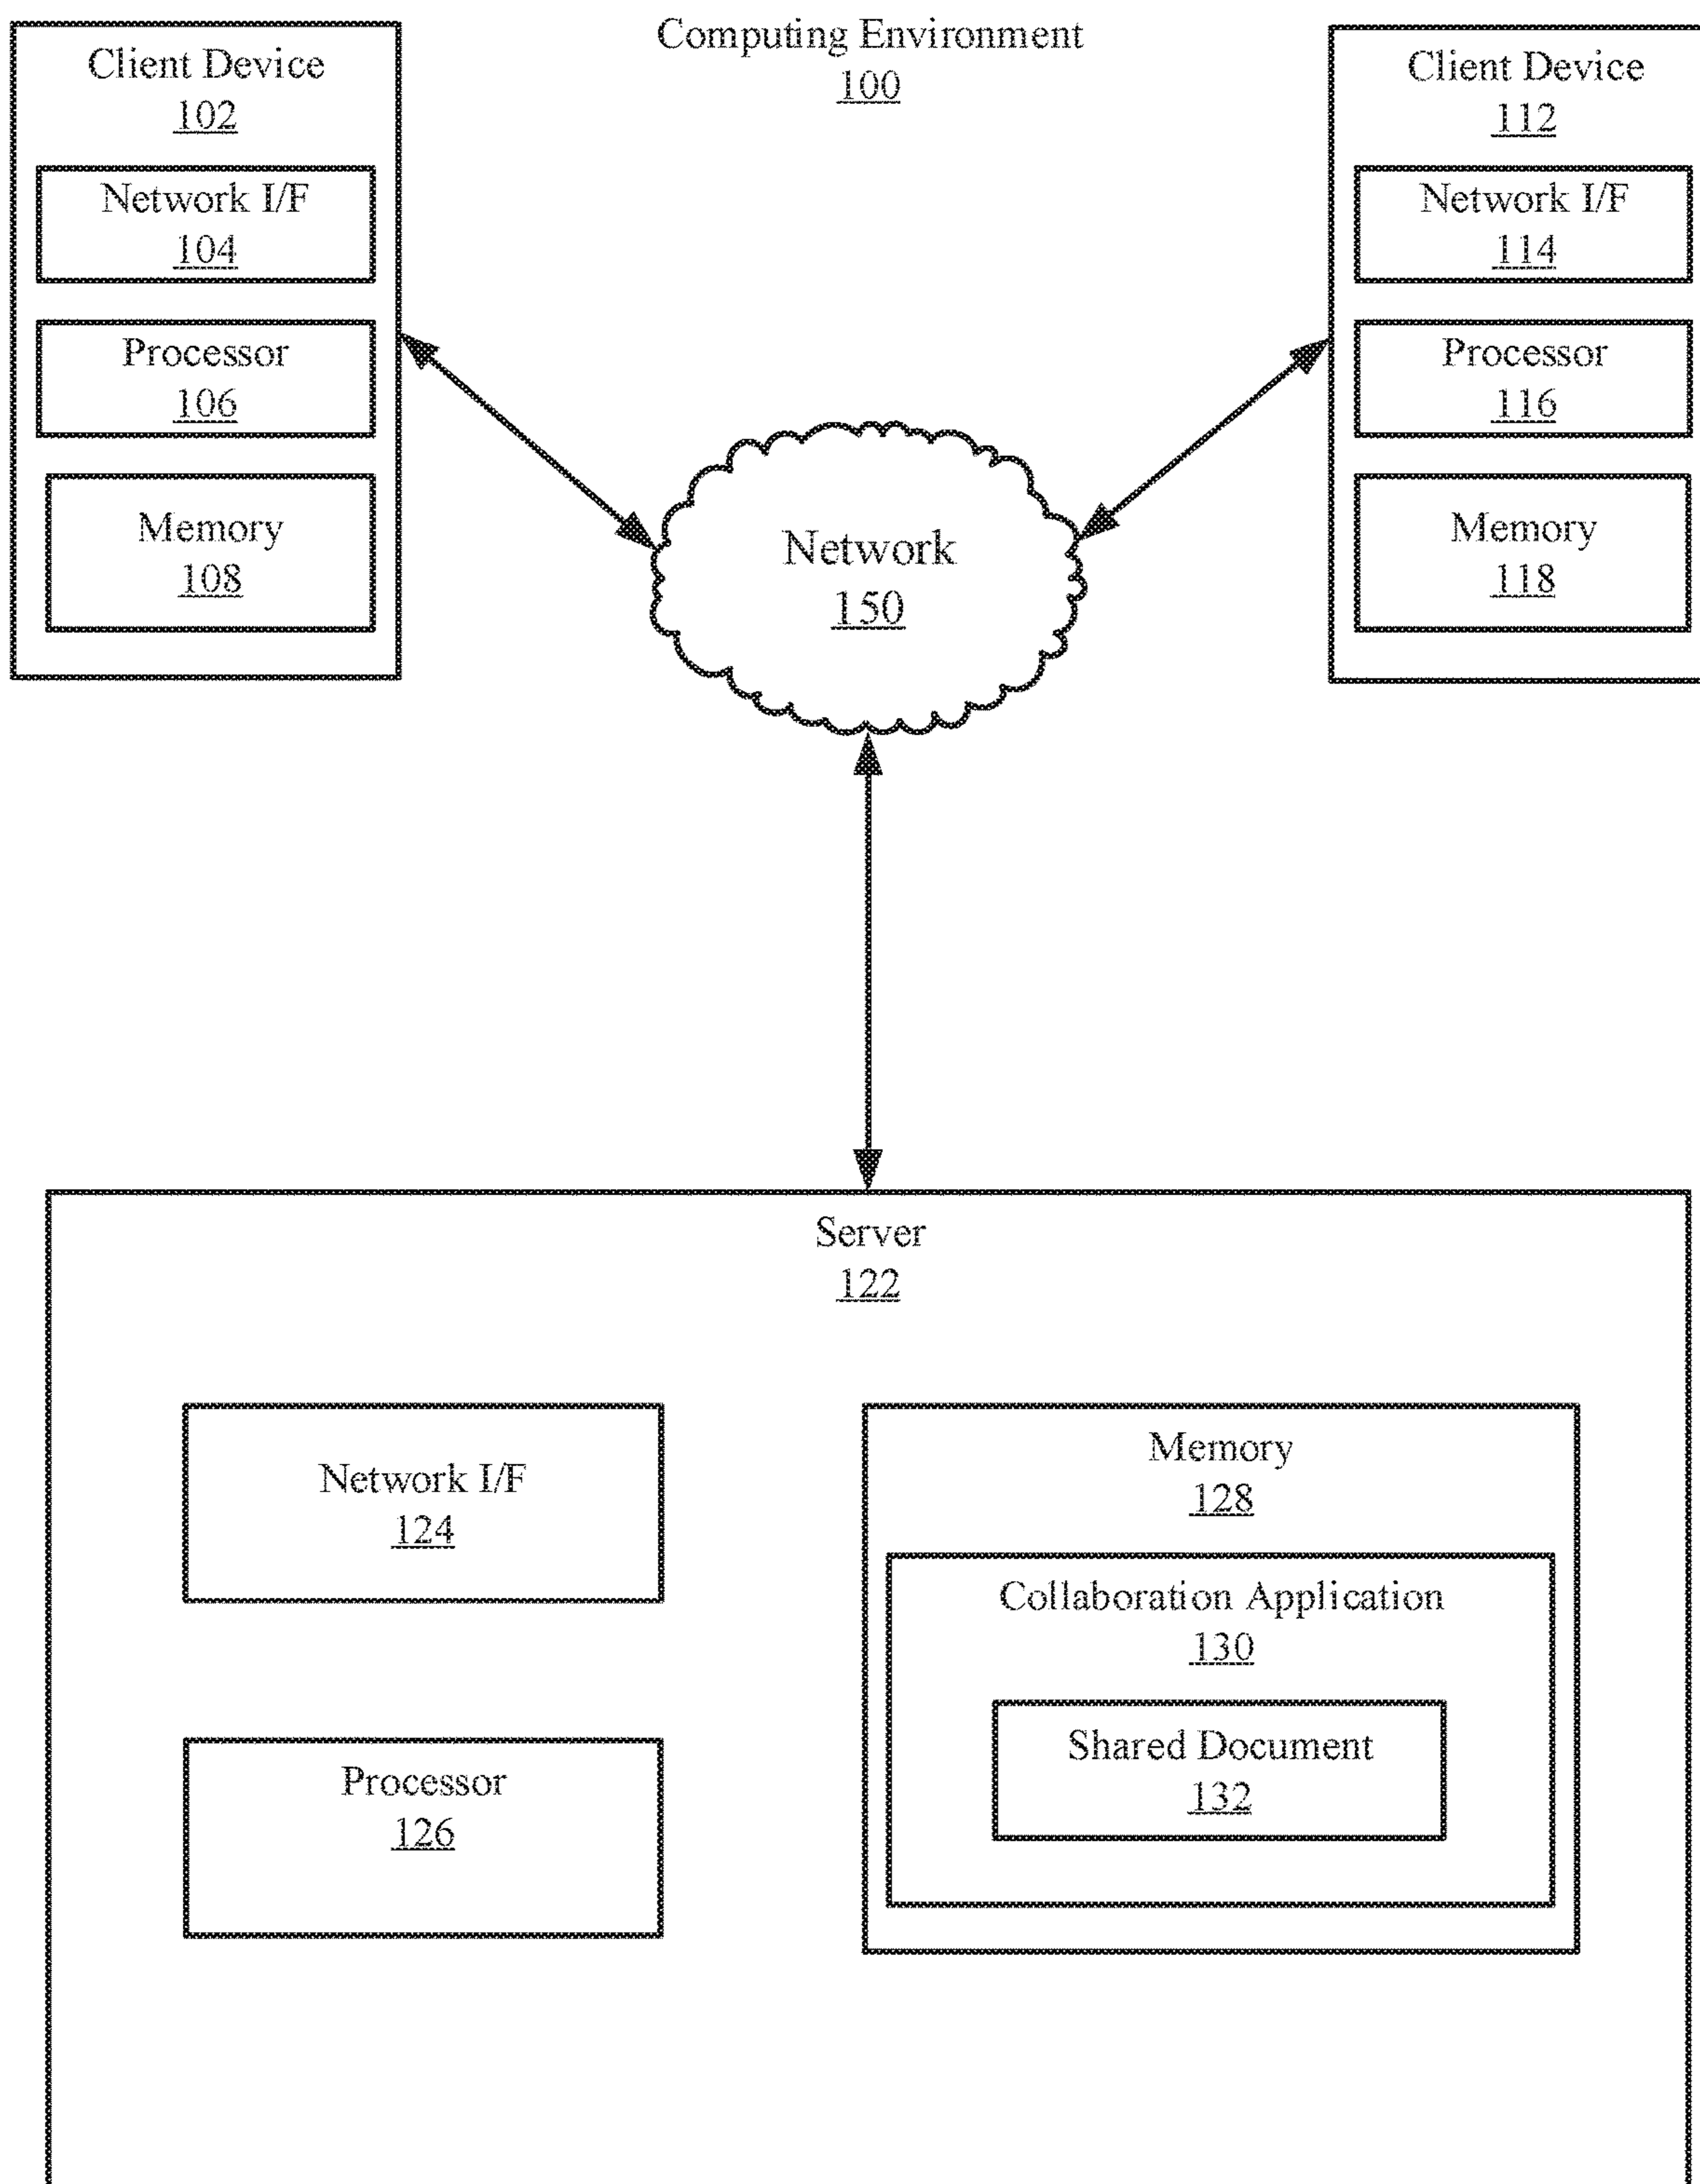 Computing Environment
100
Client Device
102
Network I/F
104
Processor
106
Memory
108
Client Device
112
Network I/F
114
Processor
116
Memory
118
Network
150
Server
122
Network I/F
124
Processor
126
Memory
128
Collaboration Application
130
Shared Document
132